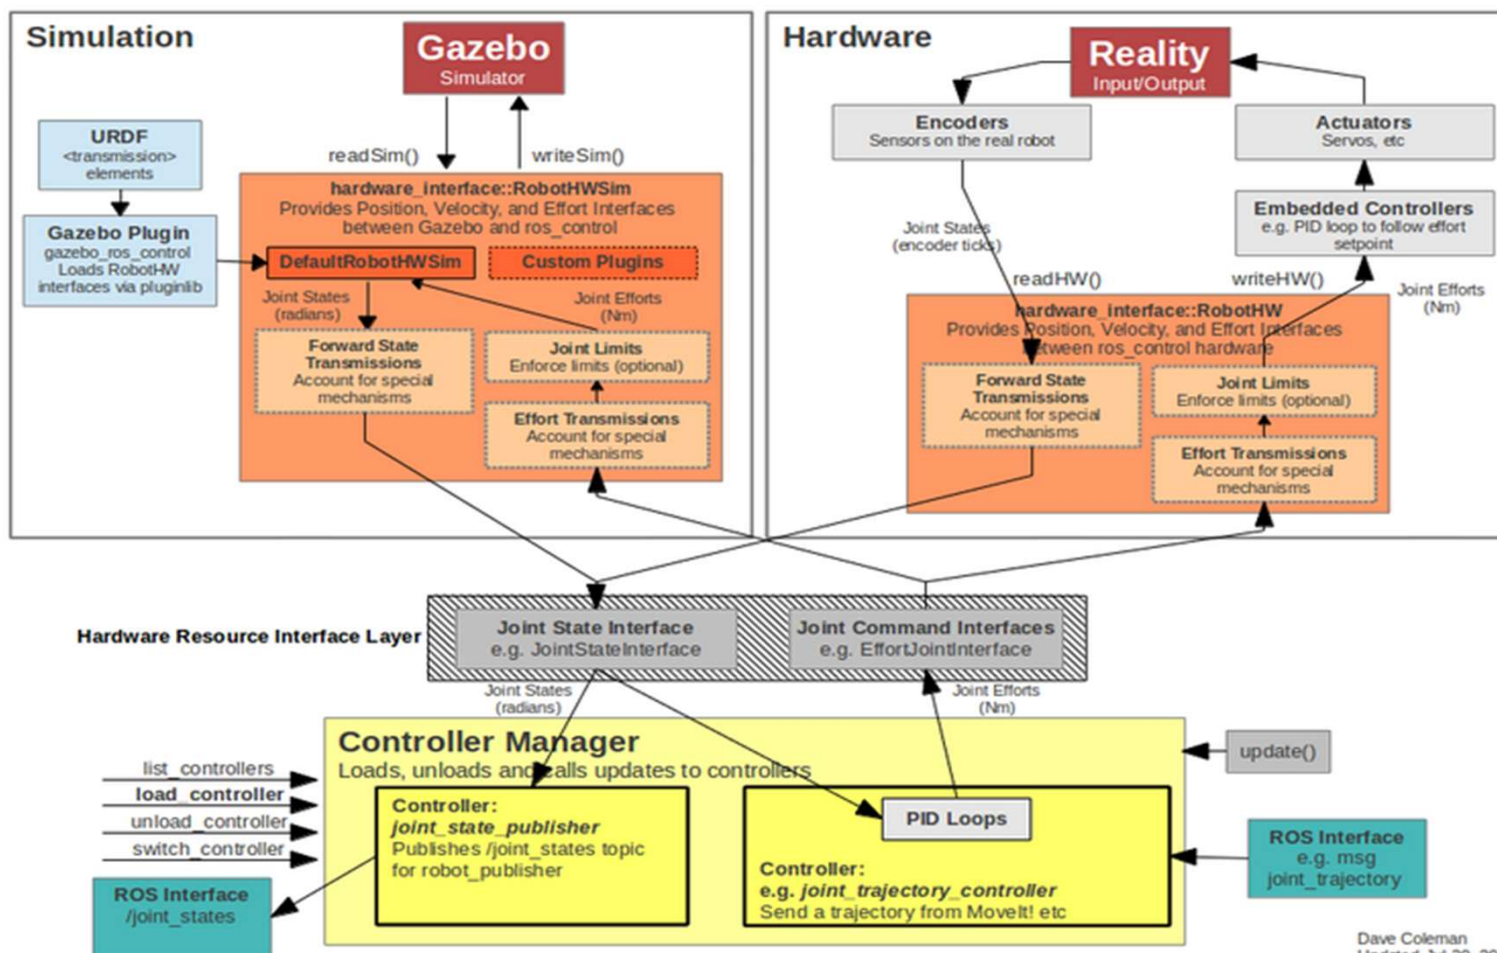 Simulation
Gazebo
Simulator
URDF
<transmission>
elements
readSim()
writeSim()
Gazebo Plugin
gazebo_ros_control
Loads RobotHW
interfaces via pluginlib
hardware_interface::RobotHWSim
Provides Position, Velocity, and Effort Interfaces
between Gazebo and ros_control
DefaultRobotHWSim
Custom Plugins
Joint States
(radians)
Joint Efforts
(Nm)
Forward State
Transmissions
Account for special
mechanisms
Joint Limits
Enforce limits (optional)
Effort Transmissions
Account for special
mechanisms
Hardware
Reality
Input/Output
Encoders
Sensors on the real robot
Actuators
Servos, etc
Embedded Controllers
e.g. PID loop to follow effort
setpoint
Joint States
(encoder ticks)
readHW()
writeHW()
Joint Efforts
(Nm)
hardware_interface::RobotHW
Provides Position, Velocity, and Effort Interfaces
between ros_control hardware
Forward State
Transmissions
Account for special
mechanisms
Joint Limits
Enforce limits (optional)
Effort Transmissions
Account for special
mechanisms
Hardware Resource Interface Layer
Joint State Interface
e.g. JointStateInterface
Joint Command Interfaces
e.g. EffortJointInterface
Joint States
(radians)
Joint Efforts
(Nm)
Controller Manager
Loads, unloads and calls updates to controllers
update()
list_controllers
load_controller
unload_controller
switch_controller
Controller:
joint_state_publisher
Publishes /joint_states topic
for robot_publisher
PID Loops
Controller:
e.g. joint_trajectory_controller
Send a trajectory from MoveIt! etc
ROS Interface
e.g. msg
joint_trajectory
ROS Interface
/joint_states
Dave Coleman